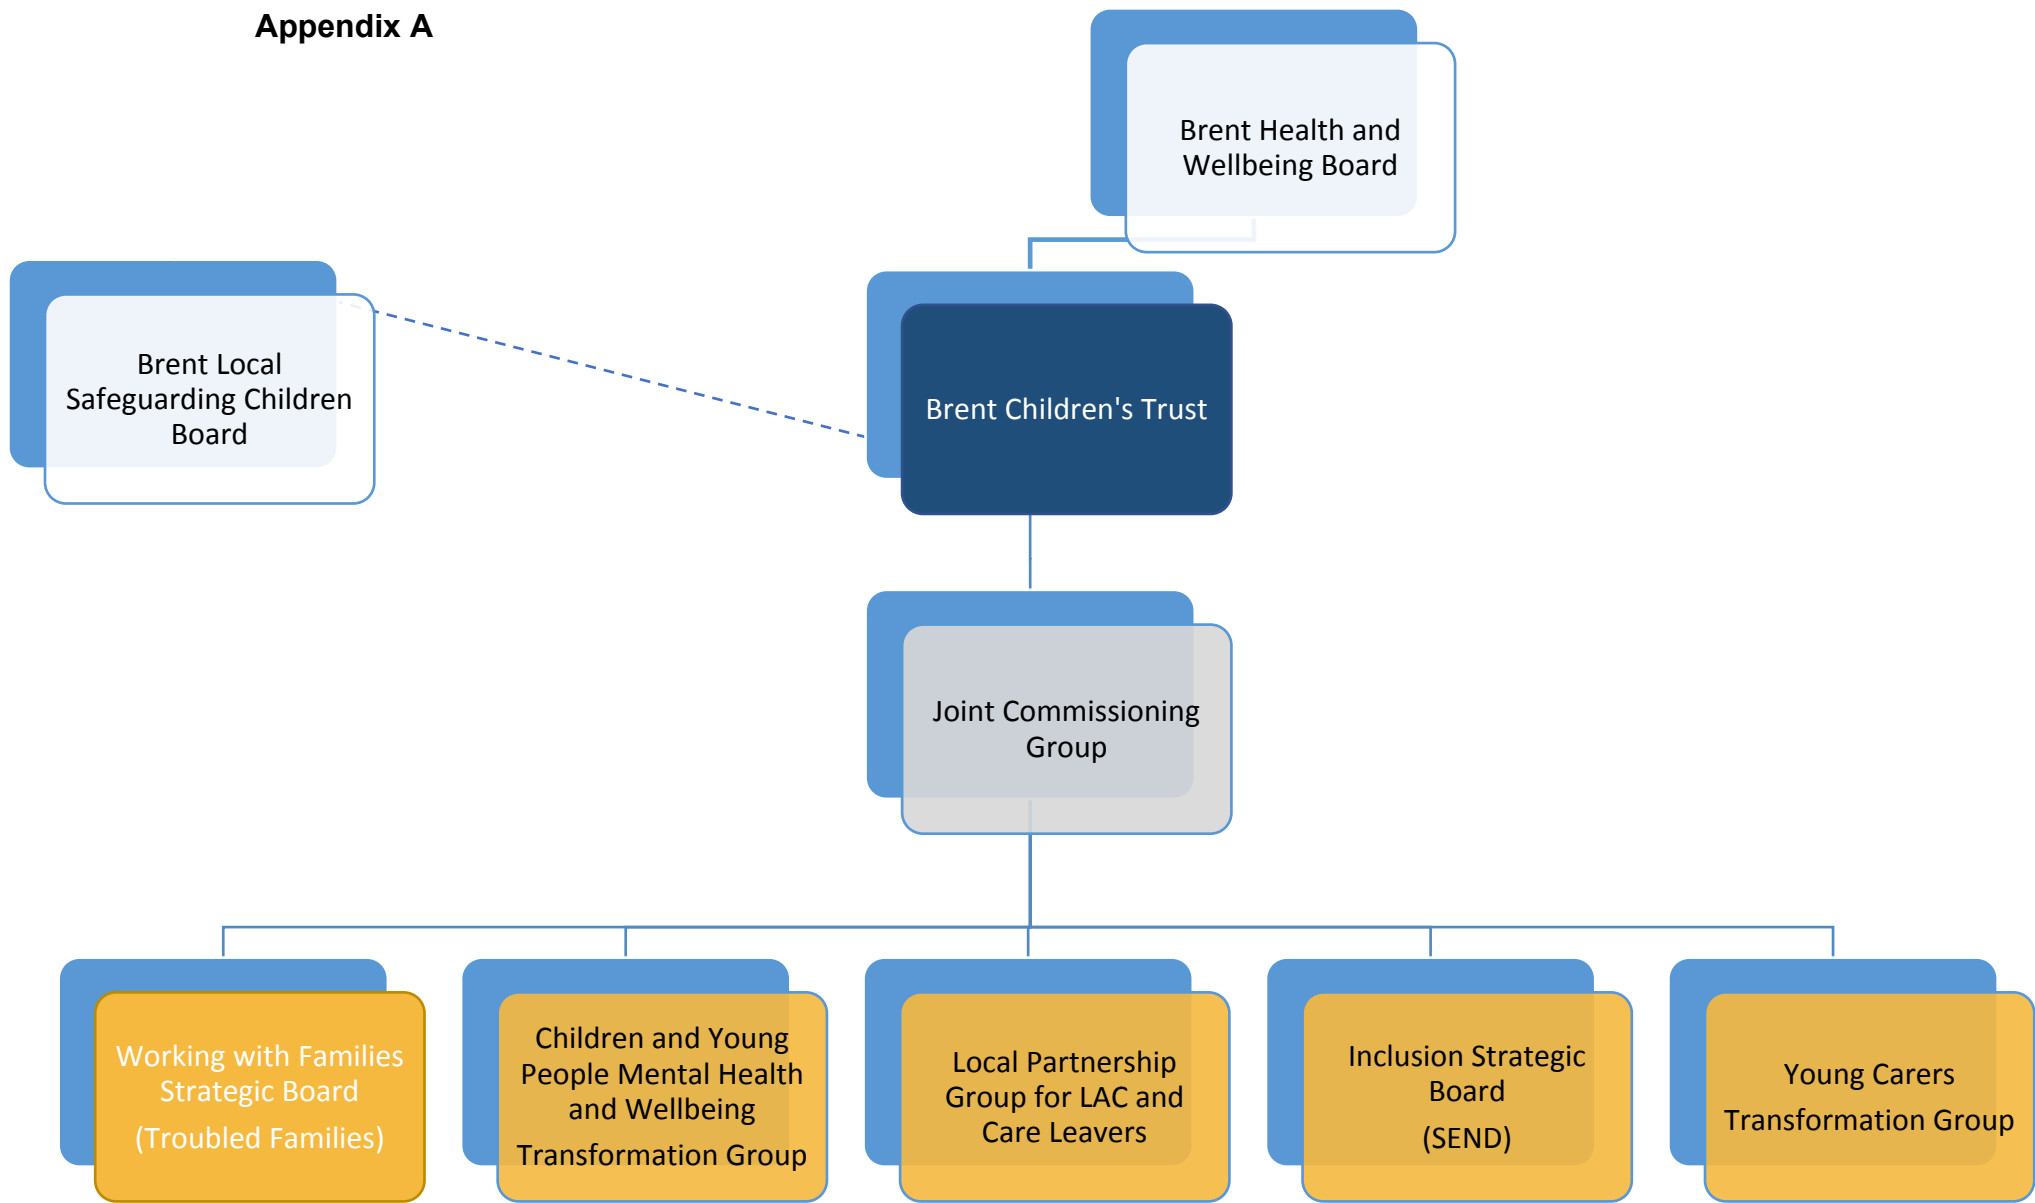 Appendix A
Brent Health and
Wellbeing Board
Brent Local
Safeguarding Children
Board
Brent Children's Trust
Joint Commissioning
Group
Working with Families
Strategic Board
(Troubled Families)
Children and Young
People Mental Health
and Wellbeing
Transformation Group
Local Partnership
Group for LAC and
Care Leavers
Inclusion Strategic
Board
(SEND)
Young Carers
Transformation Group